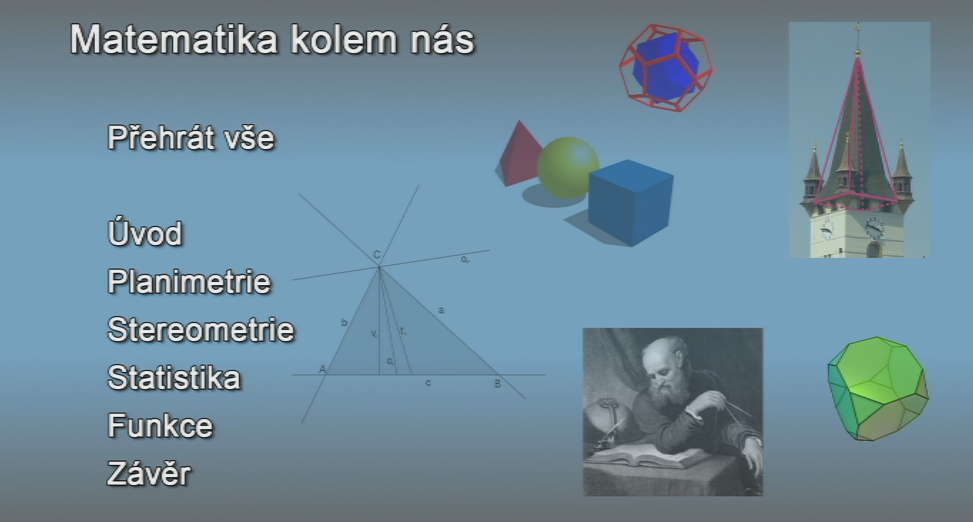 Matematika kolem nás
Přehrát vše
Úvod
Planimetrie
Stereometrie
Statistika
Funkce
Závěr
C
b
a
A
c
B